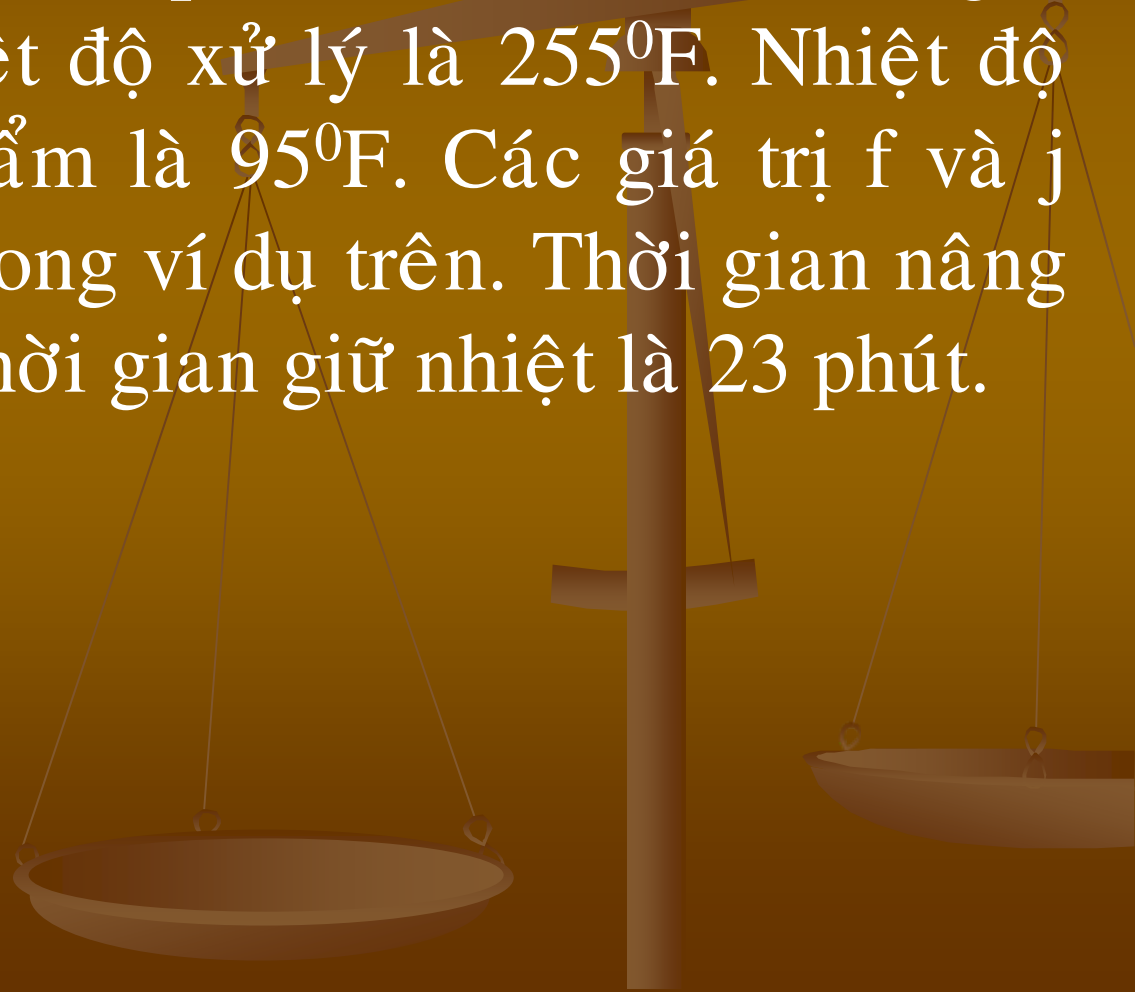 ệt độ xử lý là 255⁰F. Nhiệt độ
ẩm là 95⁰F. Các giá trị f và j
ong ví dụ trên. Thời gian nâng
hời gian giữ nhiệt là 23 phút.